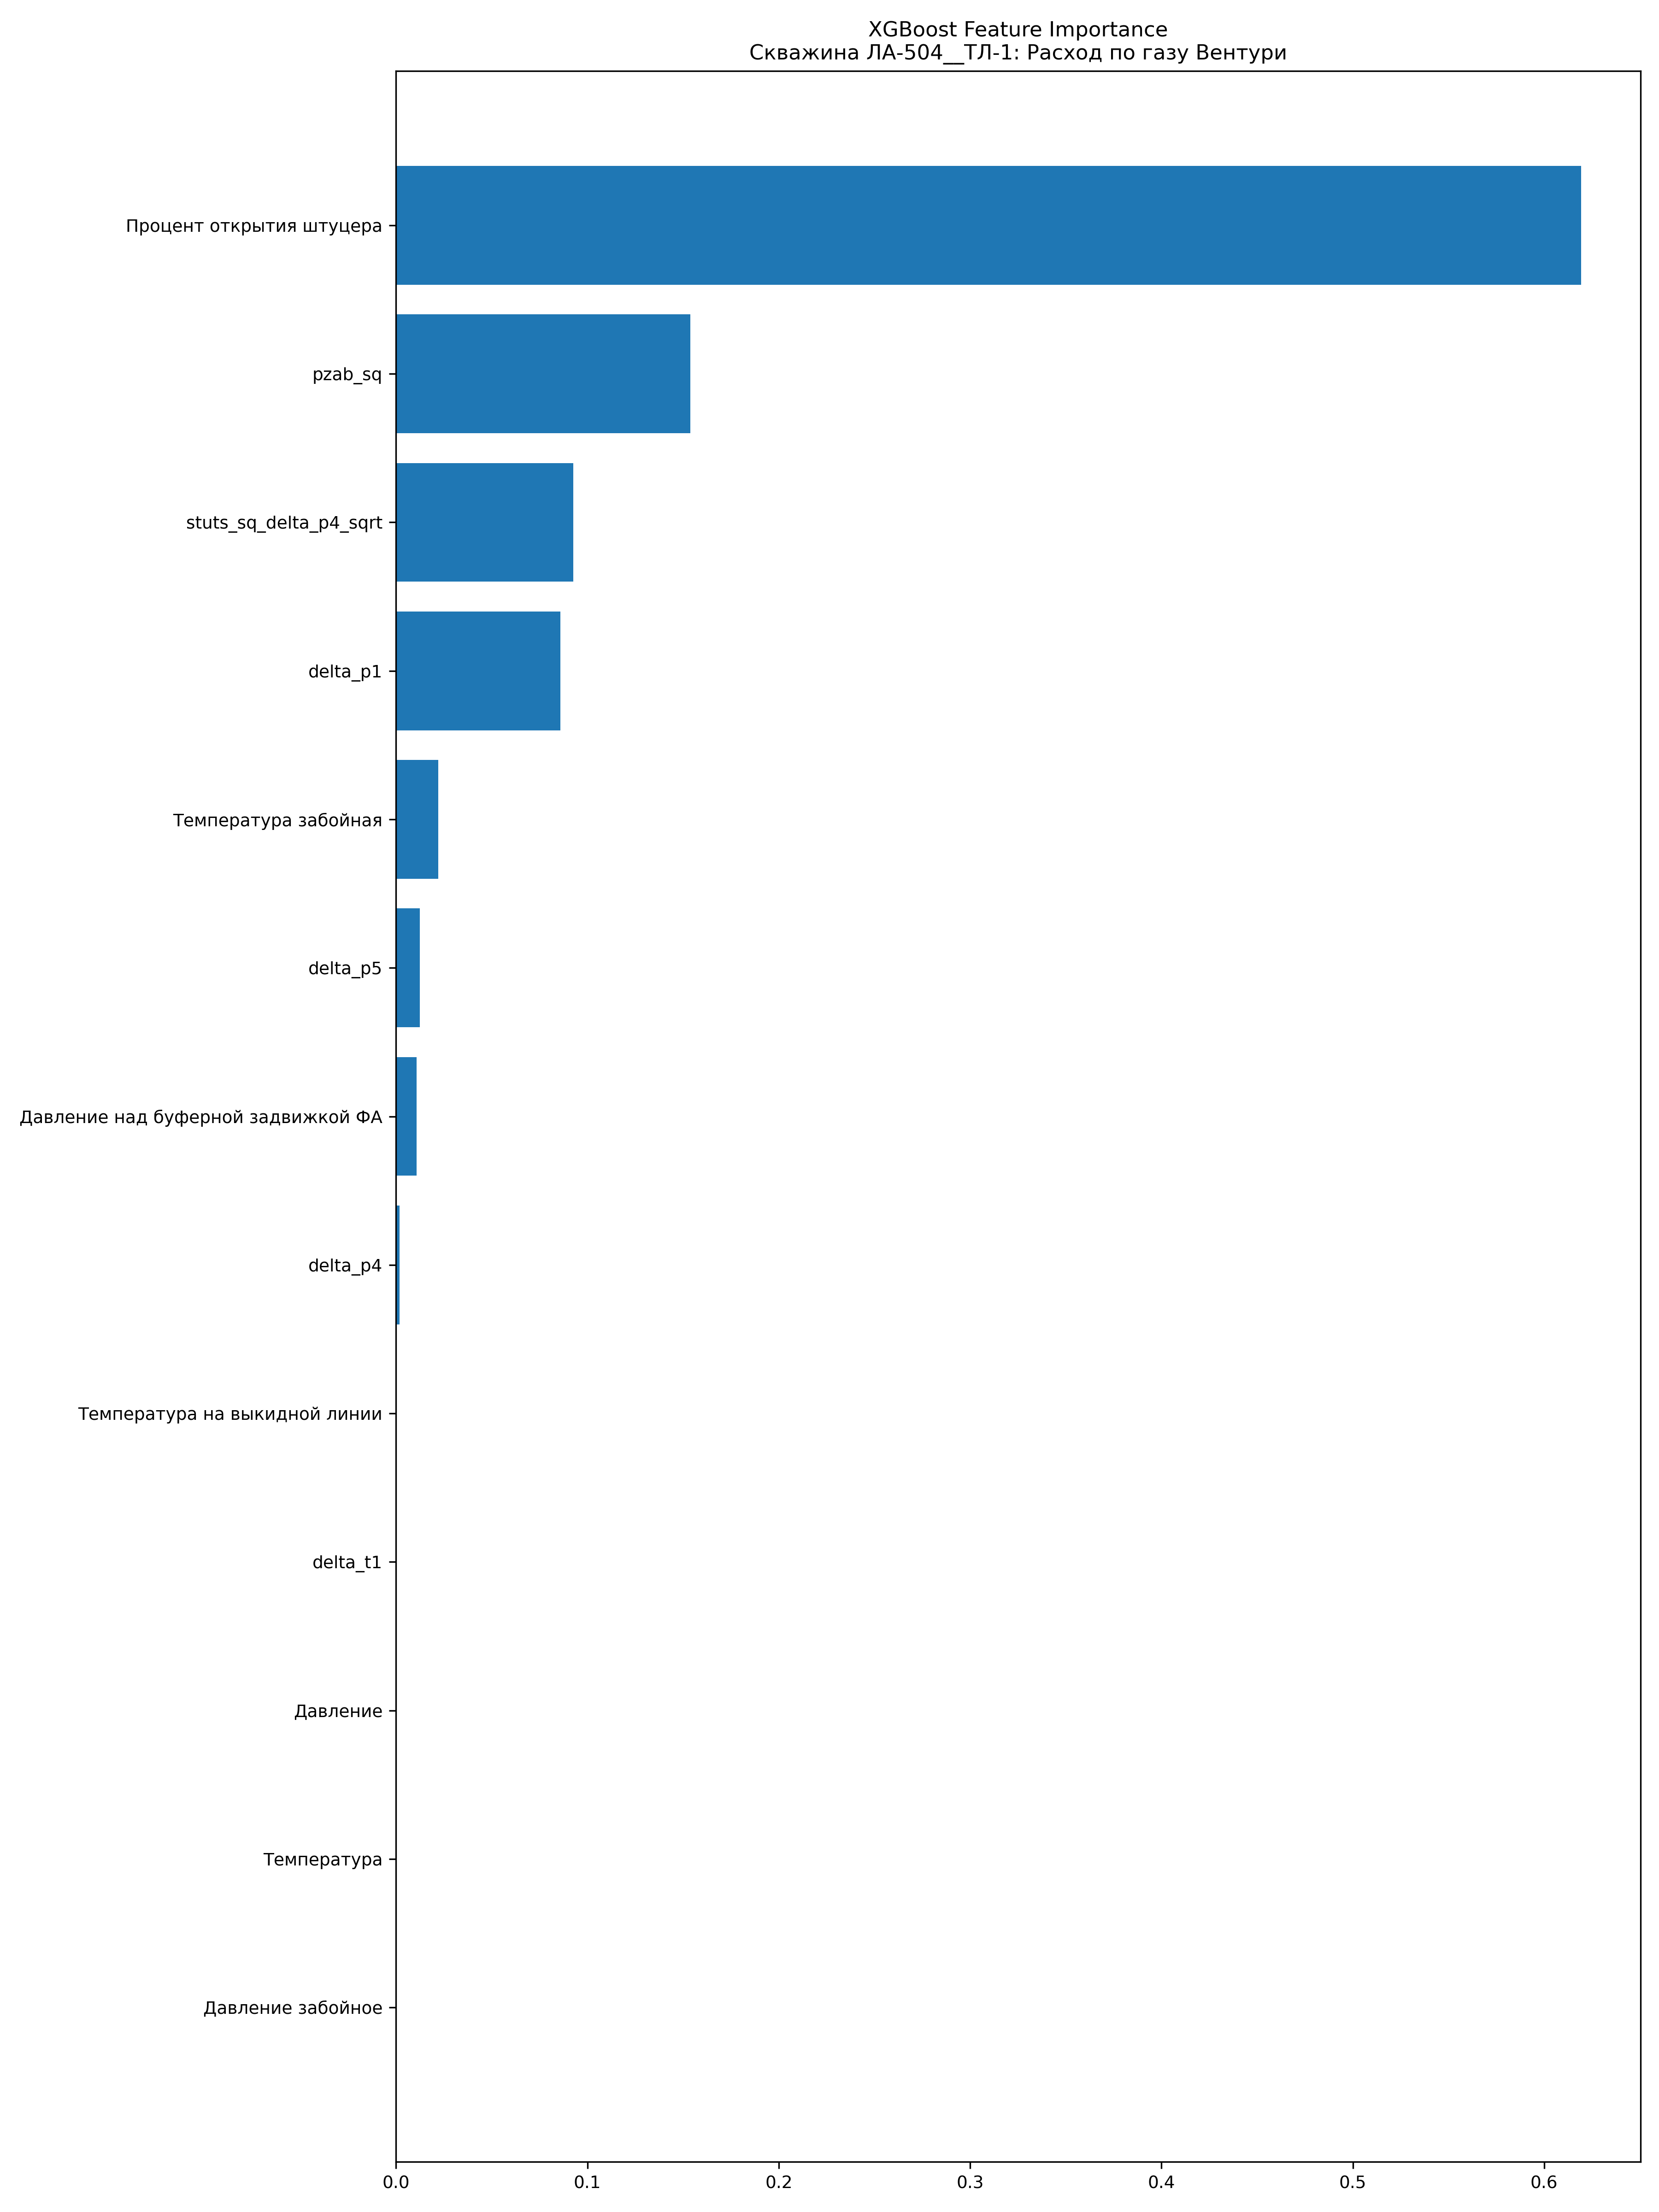 XGBoost Feature Importance
Скважина ЛА-504__ТЛ-1: Расход по газу Вентури
Процент открытия штуцера
pzab_sq
stuts_sq_delta_p4_sqrt
delta_p1
Температура забойная
delta_p5
Давление над буферной задвижкой ФА
delta_p4
Температура на выкидной линии
delta_t1
Давление
Температура
Давление забойное
0.0 0.1 0.2 0.3 0.4 0.5 0.6